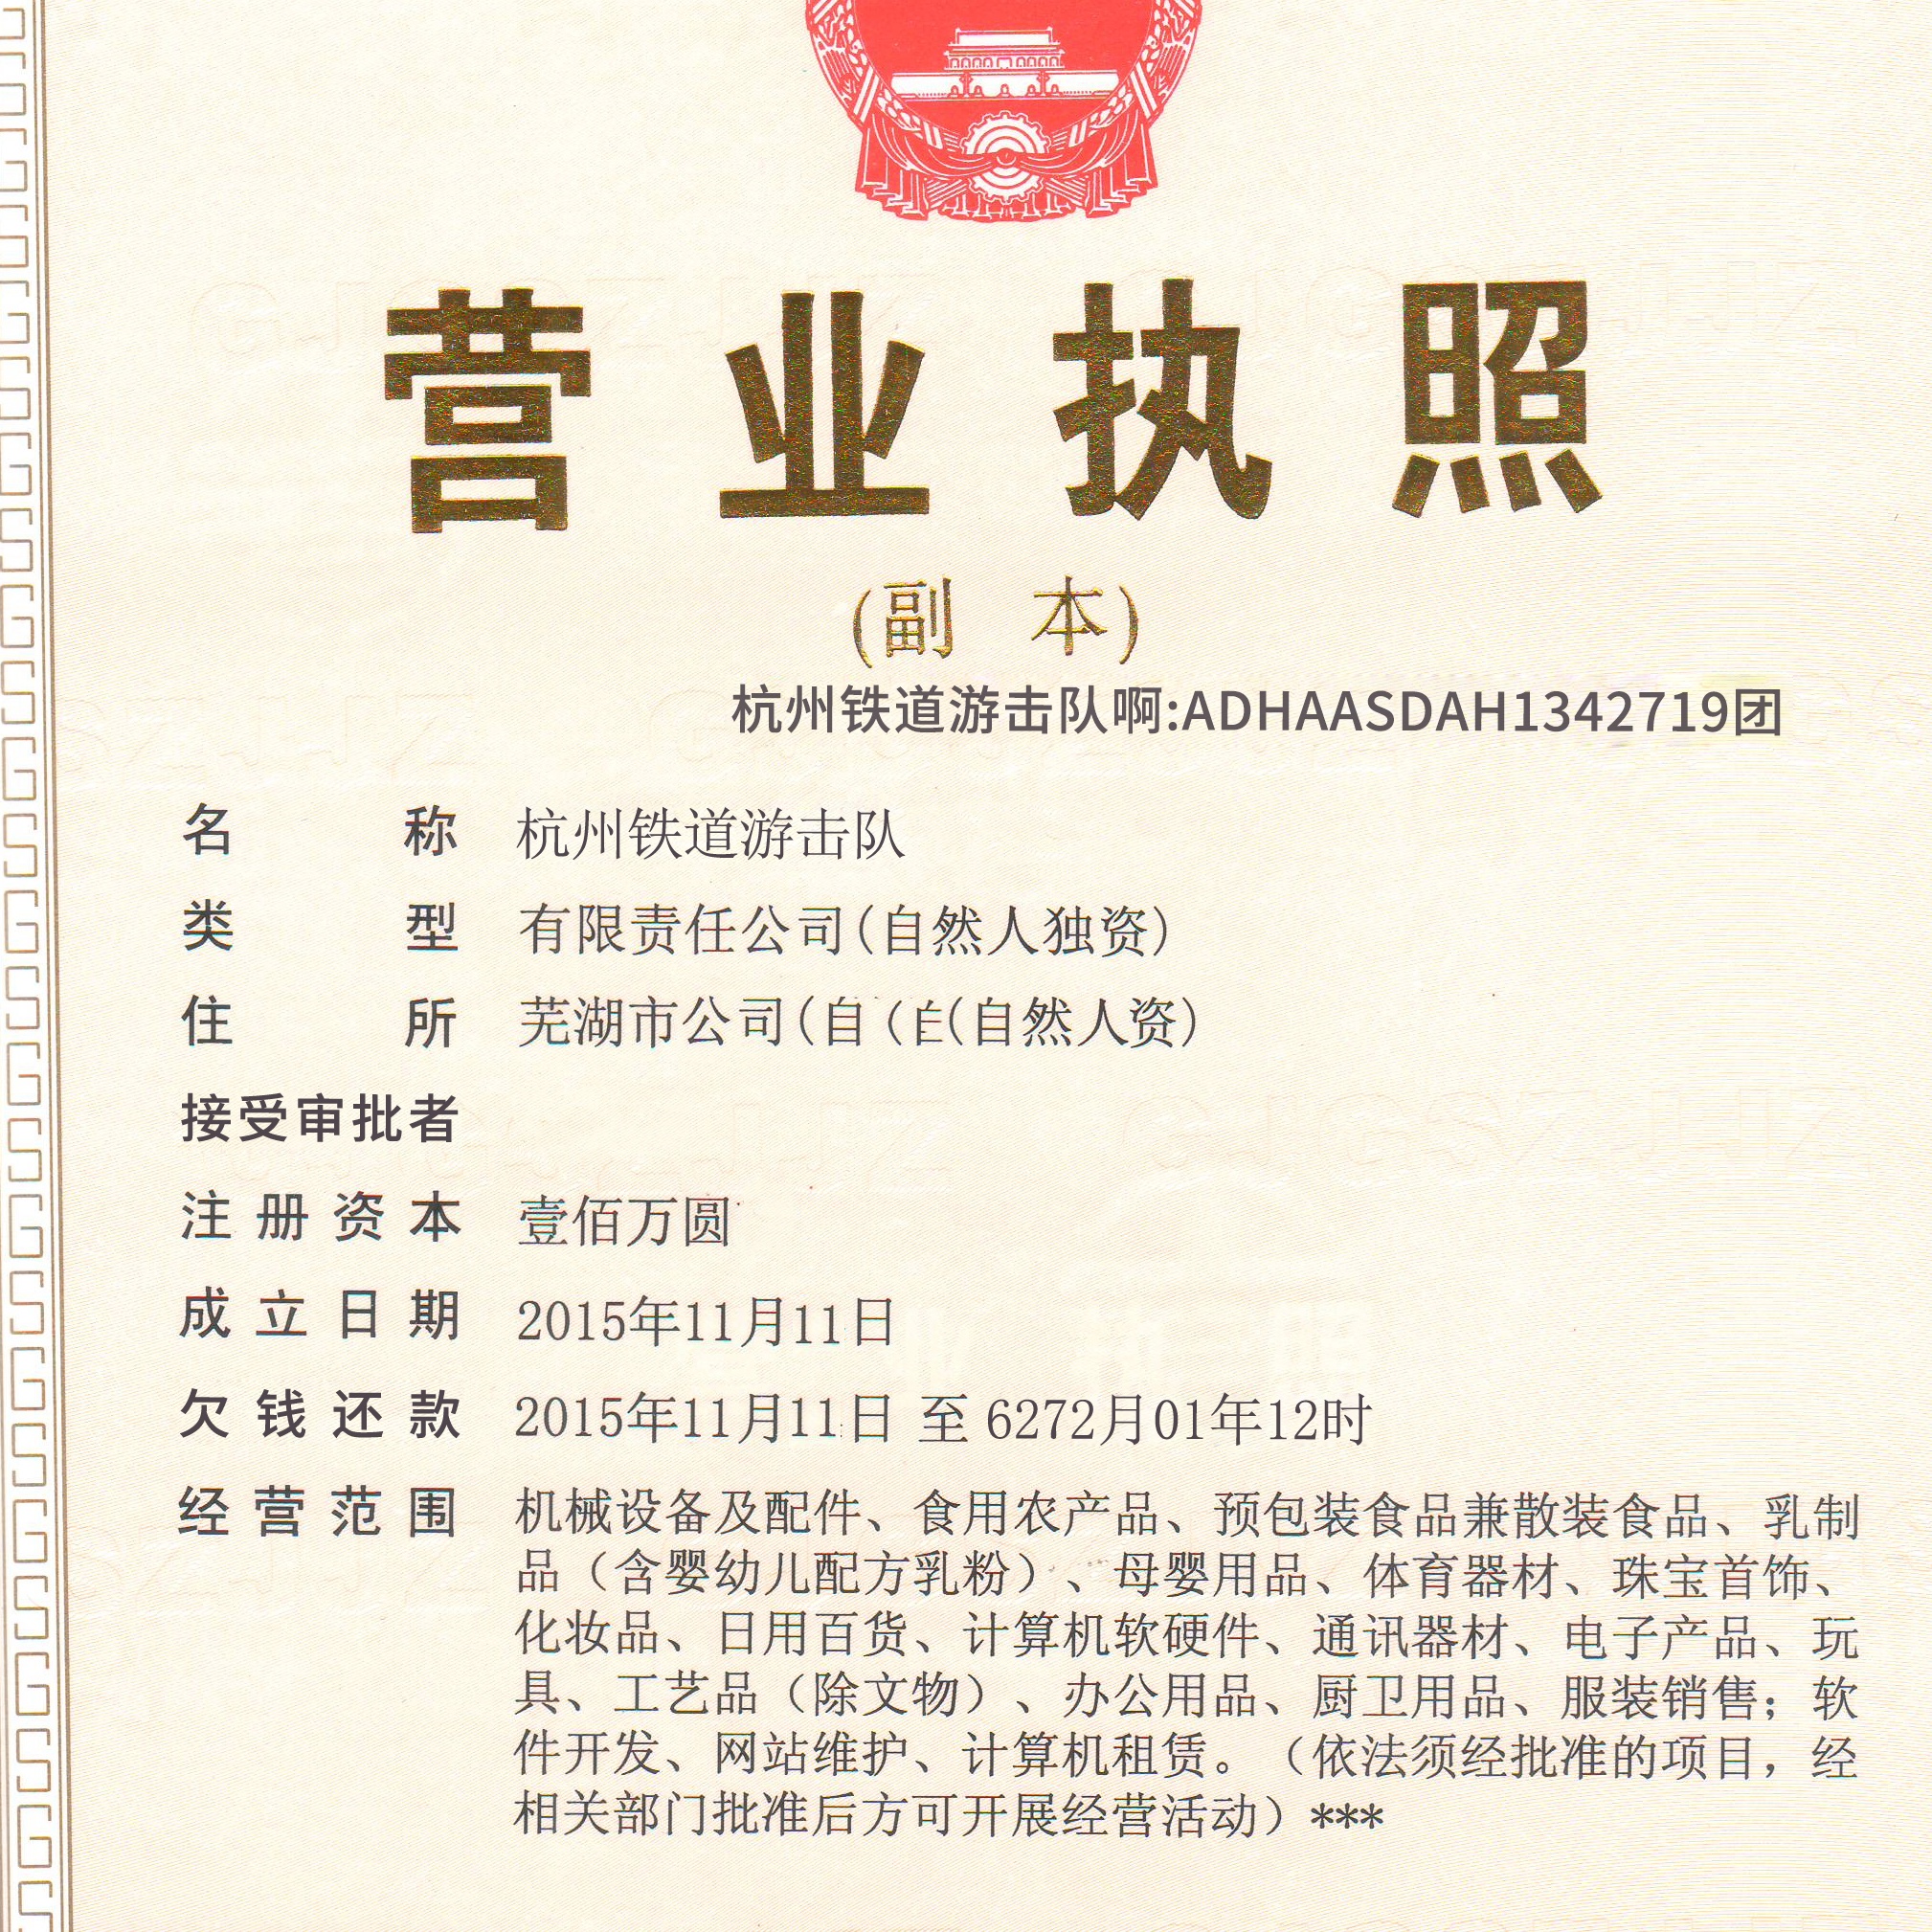 营业执照
(副 本)
杭州铁道游击队啊:ADHAASDAH1342719团
名 称 杭州铁道游击队
类 型 有限责任公司(自然人独资)
住 所 芜湖市公司(自(自(自然人资)
接受审批者
注册资本 壹佰万圆
成立日期 2015年11月11日
欠钱还款 2015年11月11日 至 6272月01年12时
经营范围 机械设备及配件、食用农产品、预包装食品兼散装食品、乳制
品（含婴幼儿配方乳粉）、母婴用品、体育器材、珠宝首饰、
化妆品、日用百货、计算机软硬件、通讯器材、电子产品、玩
具、工艺品（除文物）、办公用品、厨卫用品、服装销售；软
件开发、网站维护、计算机租赁。（依法须经批准的项目，经
相关部门批准后方可开展经营活动）***